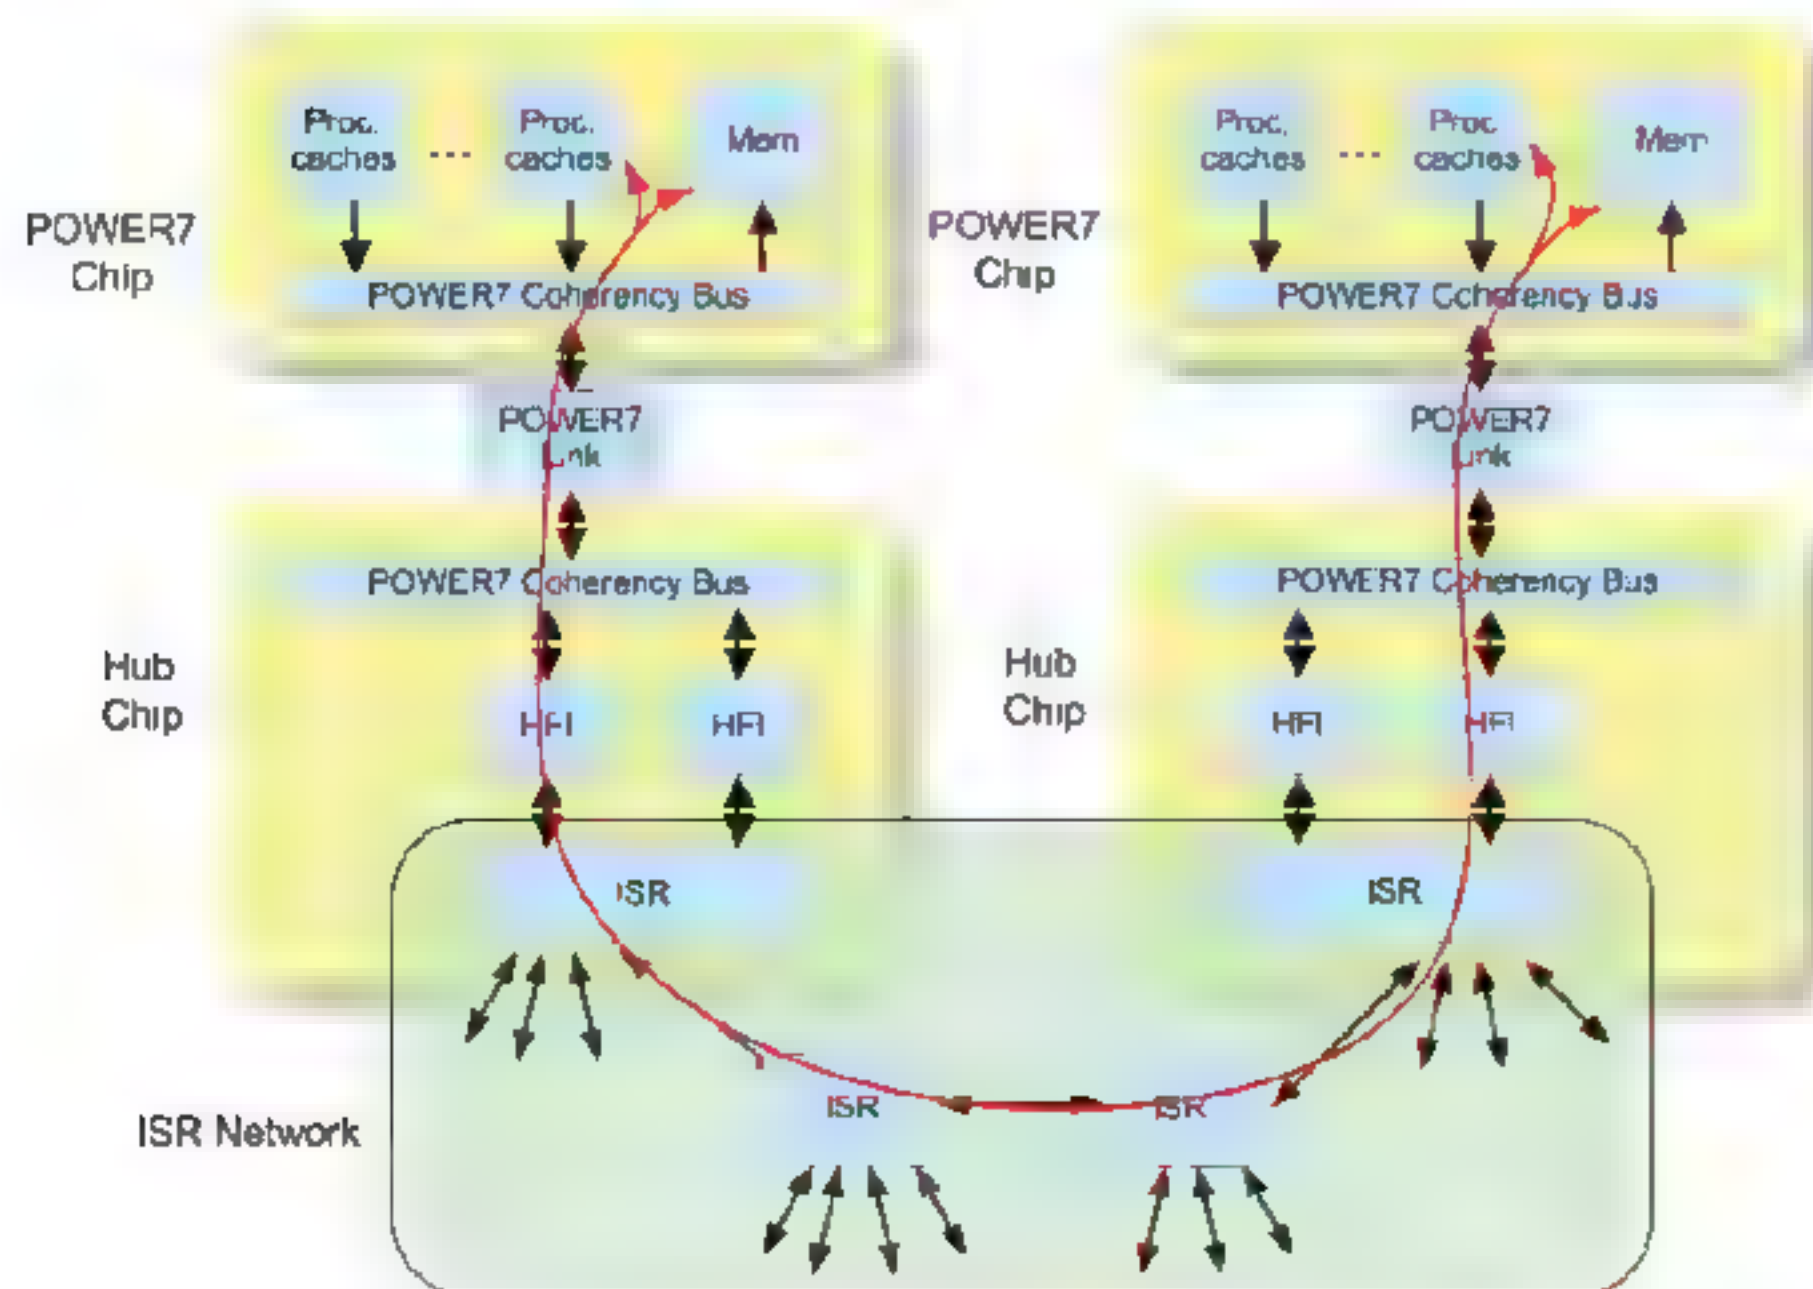 Proc. caches ... Proc. caches Mem
Proc. caches ... Proc. caches Mem
POWER7 Chip
POWER7 Chip
POWER7 Coherency Bus
POWER7 Coherency Bus
POWER7 Link
POWER7 Link
POWER7 Coherency Bus
POWER7 Coherency Bus
Hub Chip
Hub Chip
HFI HFI
HFI HFI
ISR
ISR
ISR
ISR
ISR Network